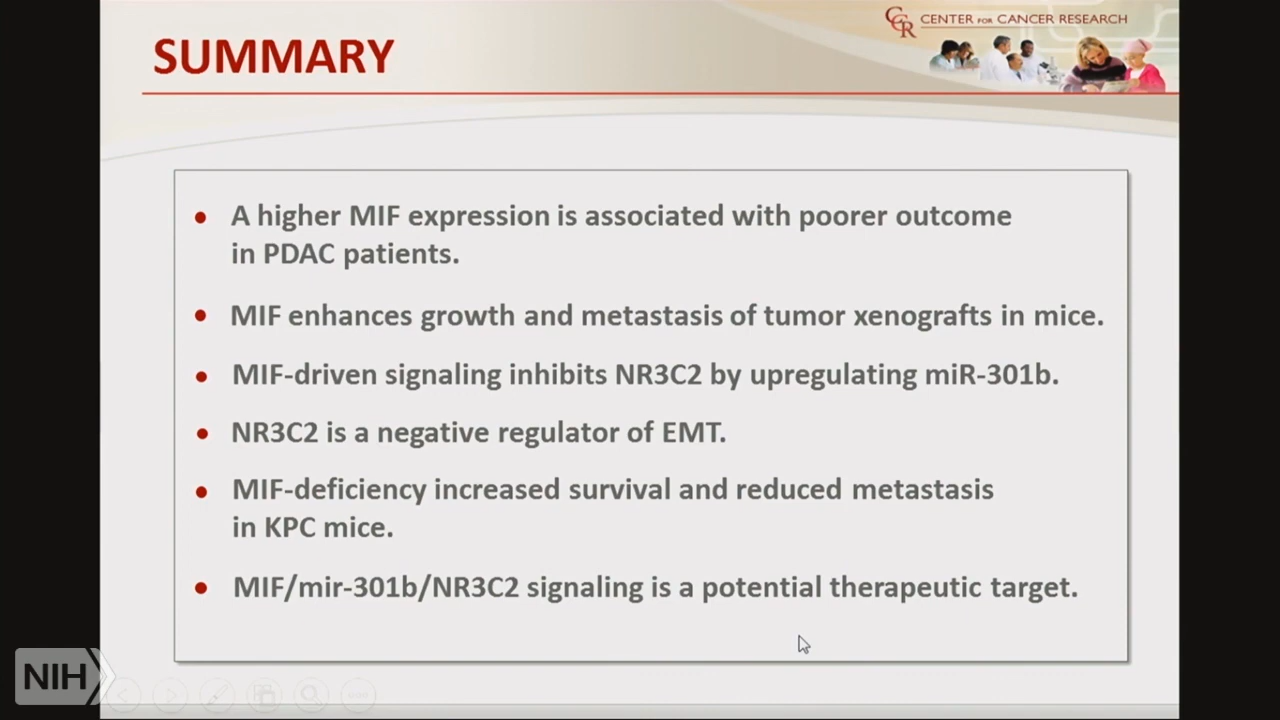 CCR CENTER FOR CANCER RESEARCH
SUMMARY
• A higher MIF expression is associated with poorer outcome
in PDAC patients.
• MIF enhances growth and metastasis of tumor xenografts in mice.
• MIF-driven signaling inhibits NR3C2 by upregulating miR-301b.
• NR3C2 is a negative regulator of EMT.
• MIF-deficiency increased survival and reduced metastasis
in KPC mice.
• MIF/mir-301b/NR3C2 signaling is a potential therapeutic target.
NIH